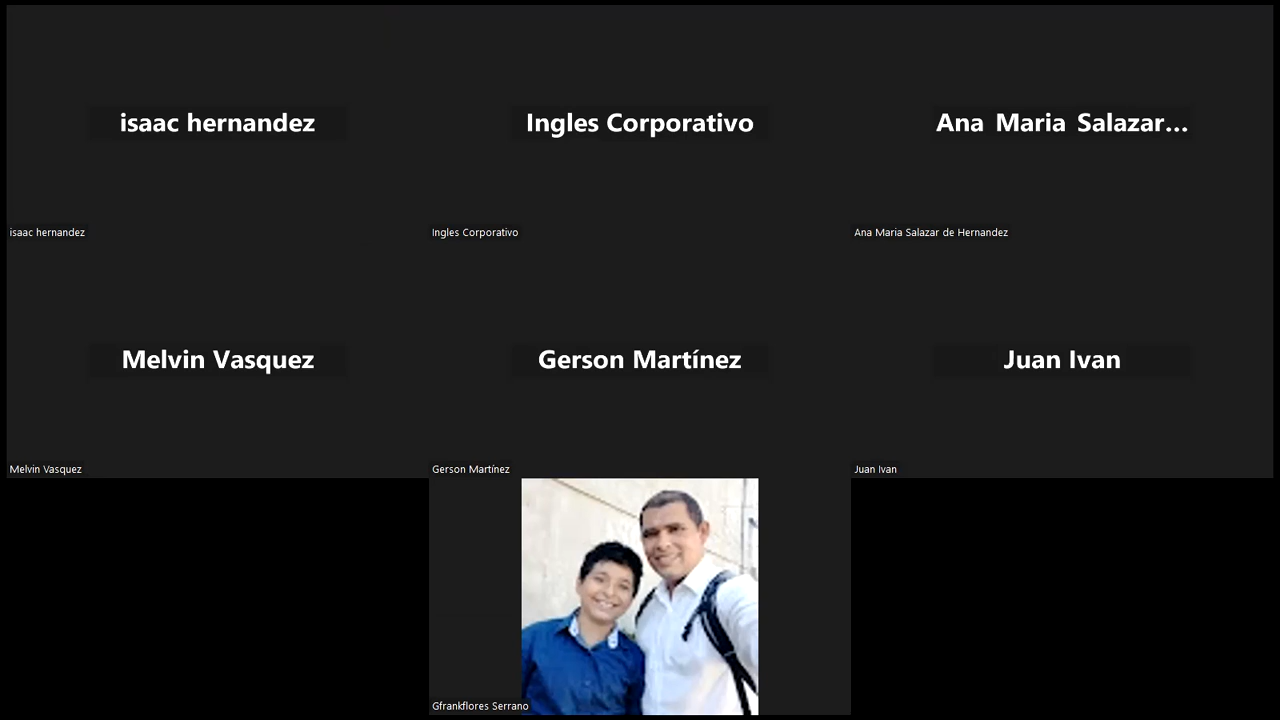 isaac hernandez
Ingles Corporativo
Ana Maria Salazar...
isaac hernandez
Ingles Corporativo
Ana Maria Salazar de Hernandez
Melvin Vasquez
Gerson Martínez
Juan Ivan
Melvin Vasquez
Gerson Martínez
Juan Ivan
Gfrankflores Serrano